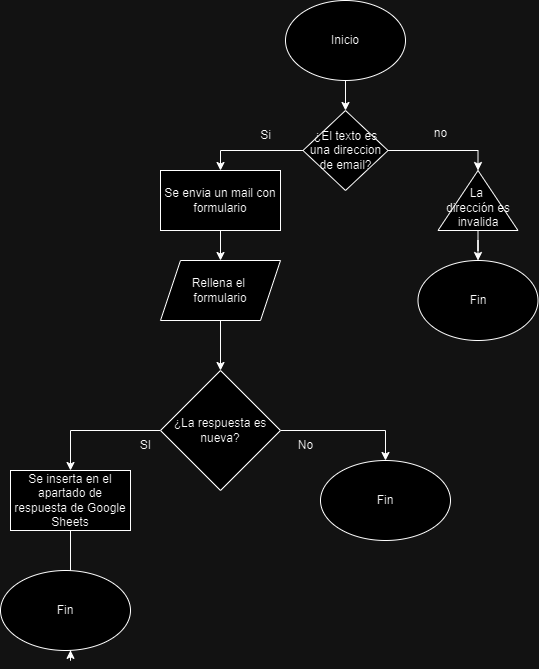 Inicio
¿El texto es
una direccion
de email?
Si
no
Se envia un mail con
formulario
La
dirección es
invalida
Rellena el
formulario
Fin
¿La respuesta es
nueva?
SI
No
Se inserta en el
apartado de
respuesta de Google
Sheets
Fin
Fin